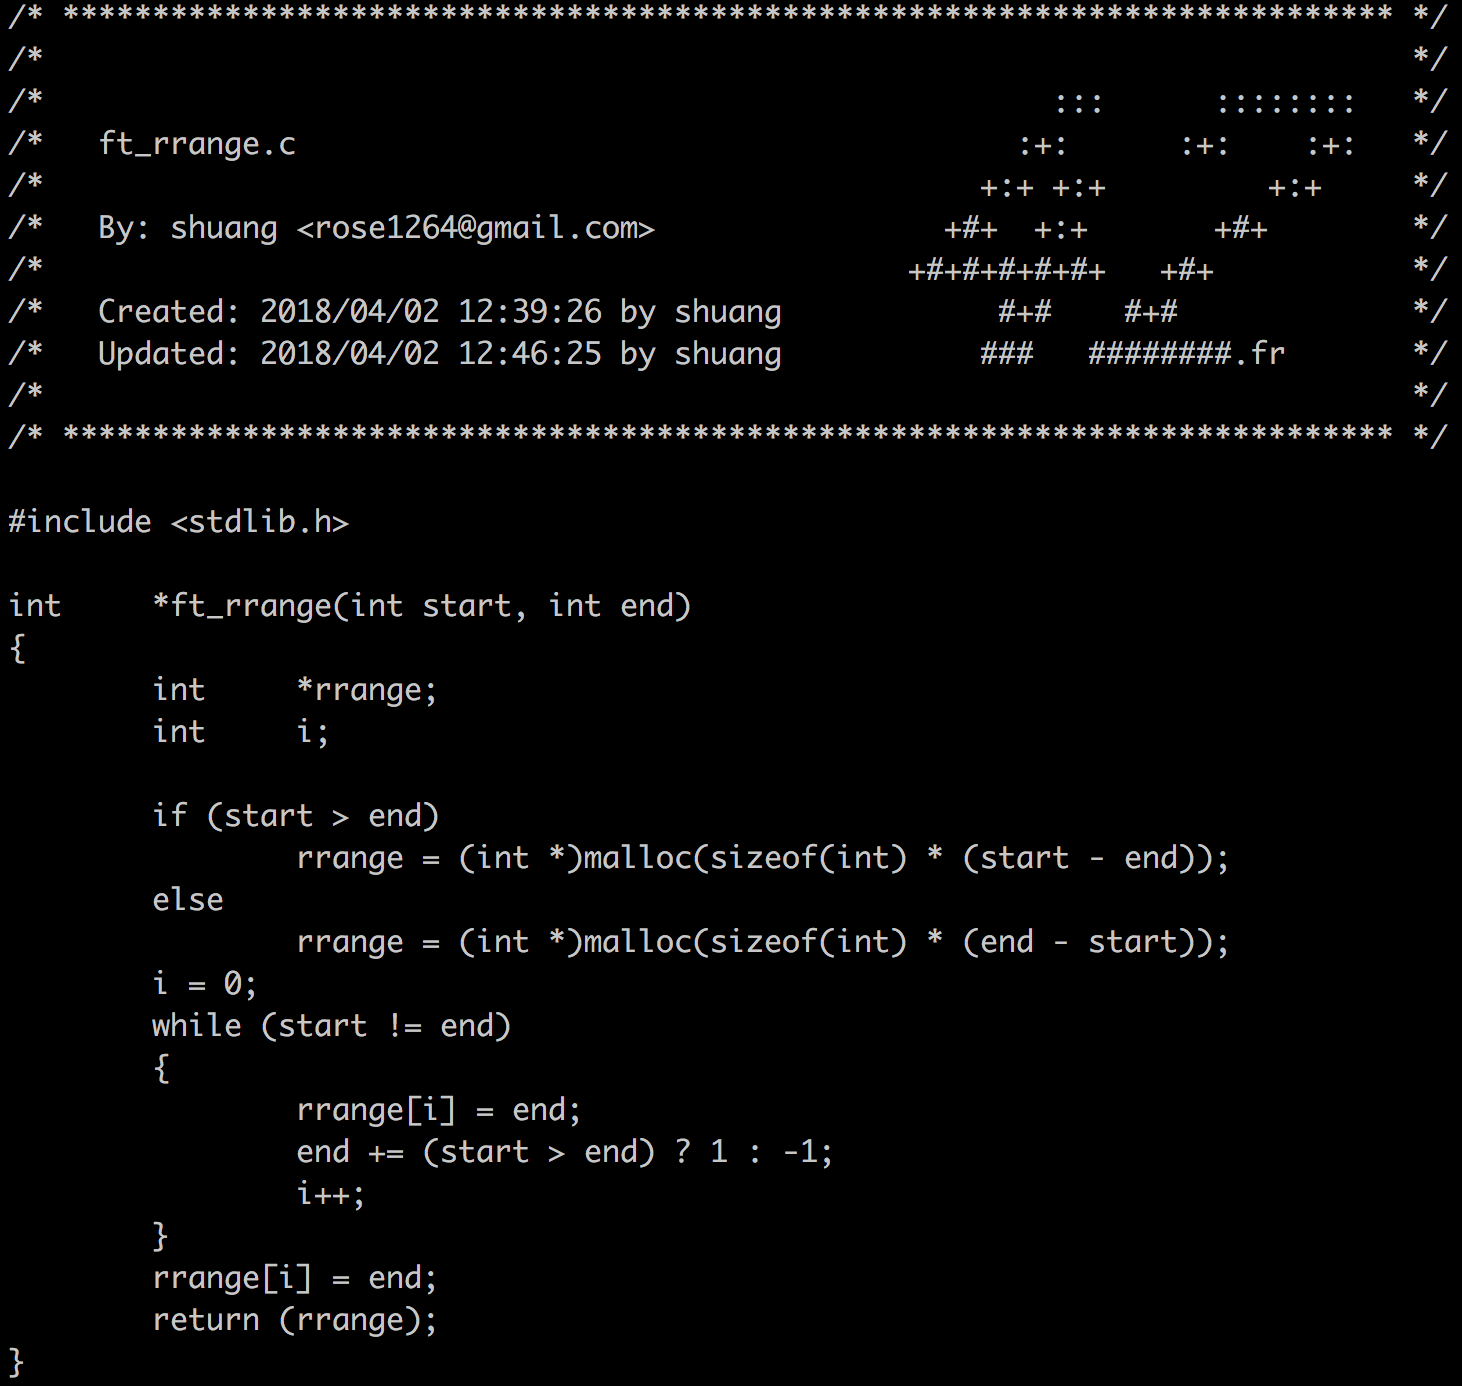 /* ************************************************************************** */
/*                                                                            */
/*                                                        :::      ::::::::   */
/*   ft_rrange.c                                        :+:      :+:    :+:   */
/*                                                    +:+ +:+         +:+     */
/*   By: shuang <rose1264@gmail.com>                +#+  +:+       +#+        */
/*                                                +#+#+#+#+#+   +#+           */
/*   Created: 2018/04/02 12:39:26 by shuang            #+#    #+#             */
/*   Updated: 2018/04/02 12:46:25 by shuang           ###   ########.fr       */
/*                                                                            */
/* ************************************************************************** */

#include <stdlib.h>

int     *ft_rrange(int start, int end)
{
        int     *rrange;
        int     i;

        if (start > end)
                rrange = (int *)malloc(sizeof(int) * (start - end));
        else
                rrange = (int *)malloc(sizeof(int) * (end - start));
        i = 0;
        while (start != end)
        {
                rrange[i] = end;
                end += (start > end) ? 1 : -1;
                i++;
        }
        rrange[i] = end;
        return (rrange);
}